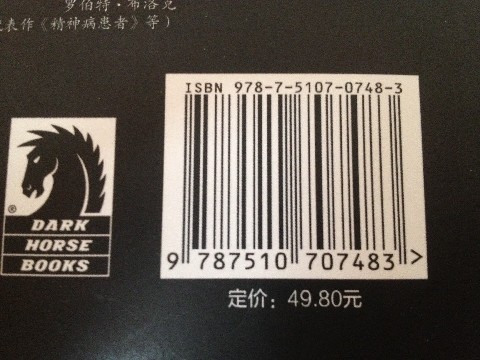 罗伯特·布洛克
表作《精神病患者》等）
ISBN 978-7-5107-0748-3
9 787510 707483 >
® DARK
HORSE
BOOKS
定价：49.80元